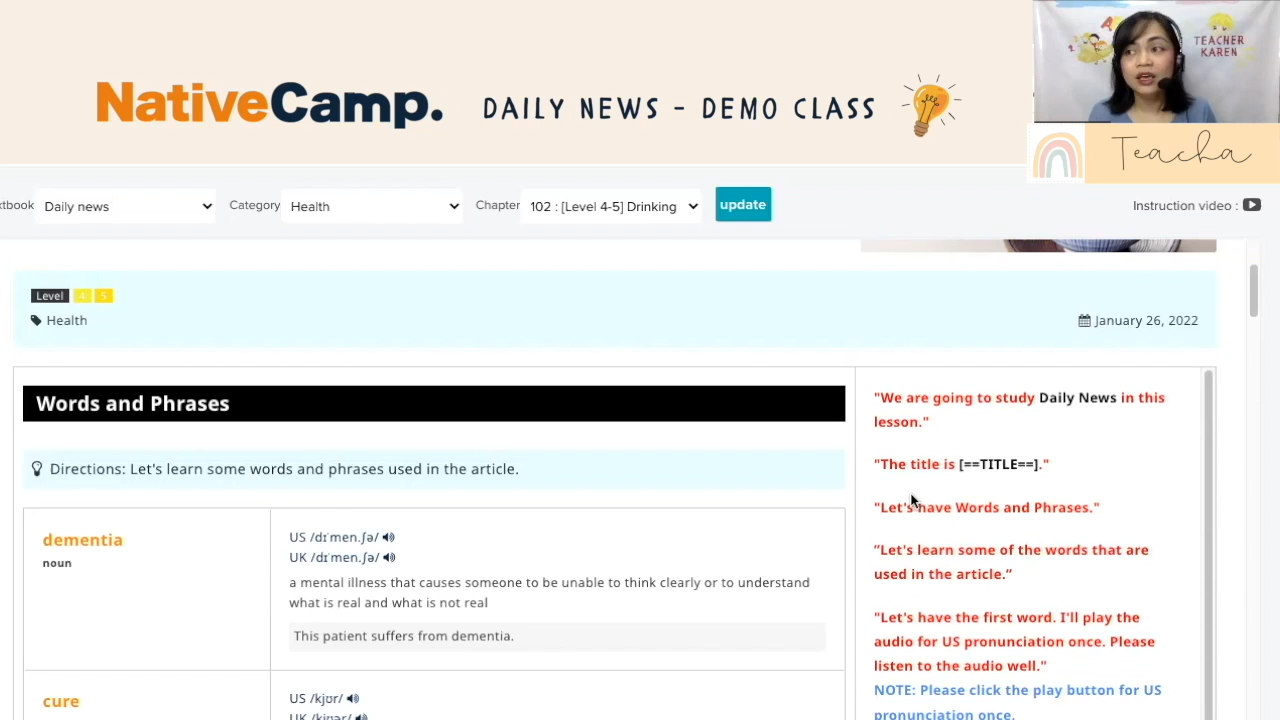 NativeCamp.
DAILY NEWS - DEMO CLASS
TEACHER
KAREN
Teacha
Daily news
Category
Health
Chapter
102 : [Level 4-5] Drinking
update
Instruction video :
Level 4 5
Health
January 26, 2022
Words and Phrases
Directions: Let's learn some words and phrases used in the article.
dementia
noun
US /dɪˈmen.ʃə/
UK /dɪˈmen.ʃə/
a mental illness that causes someone to be unable to think clearly or to understand
what is real and what is not real
This patient suffers from dementia.
cure
US /kjʊr/
"We are going to study Daily News in this
lesson."
"The title is [==TITLE==]."
"Let's have Words and Phrases."
"Let's learn some of the words that are
used in the article.”
"Let's have the first word. I'll play the
audio for US pronunciation once. Please
listen to the audio well."
NOTE: Please click the play button for US
pronunciation once.